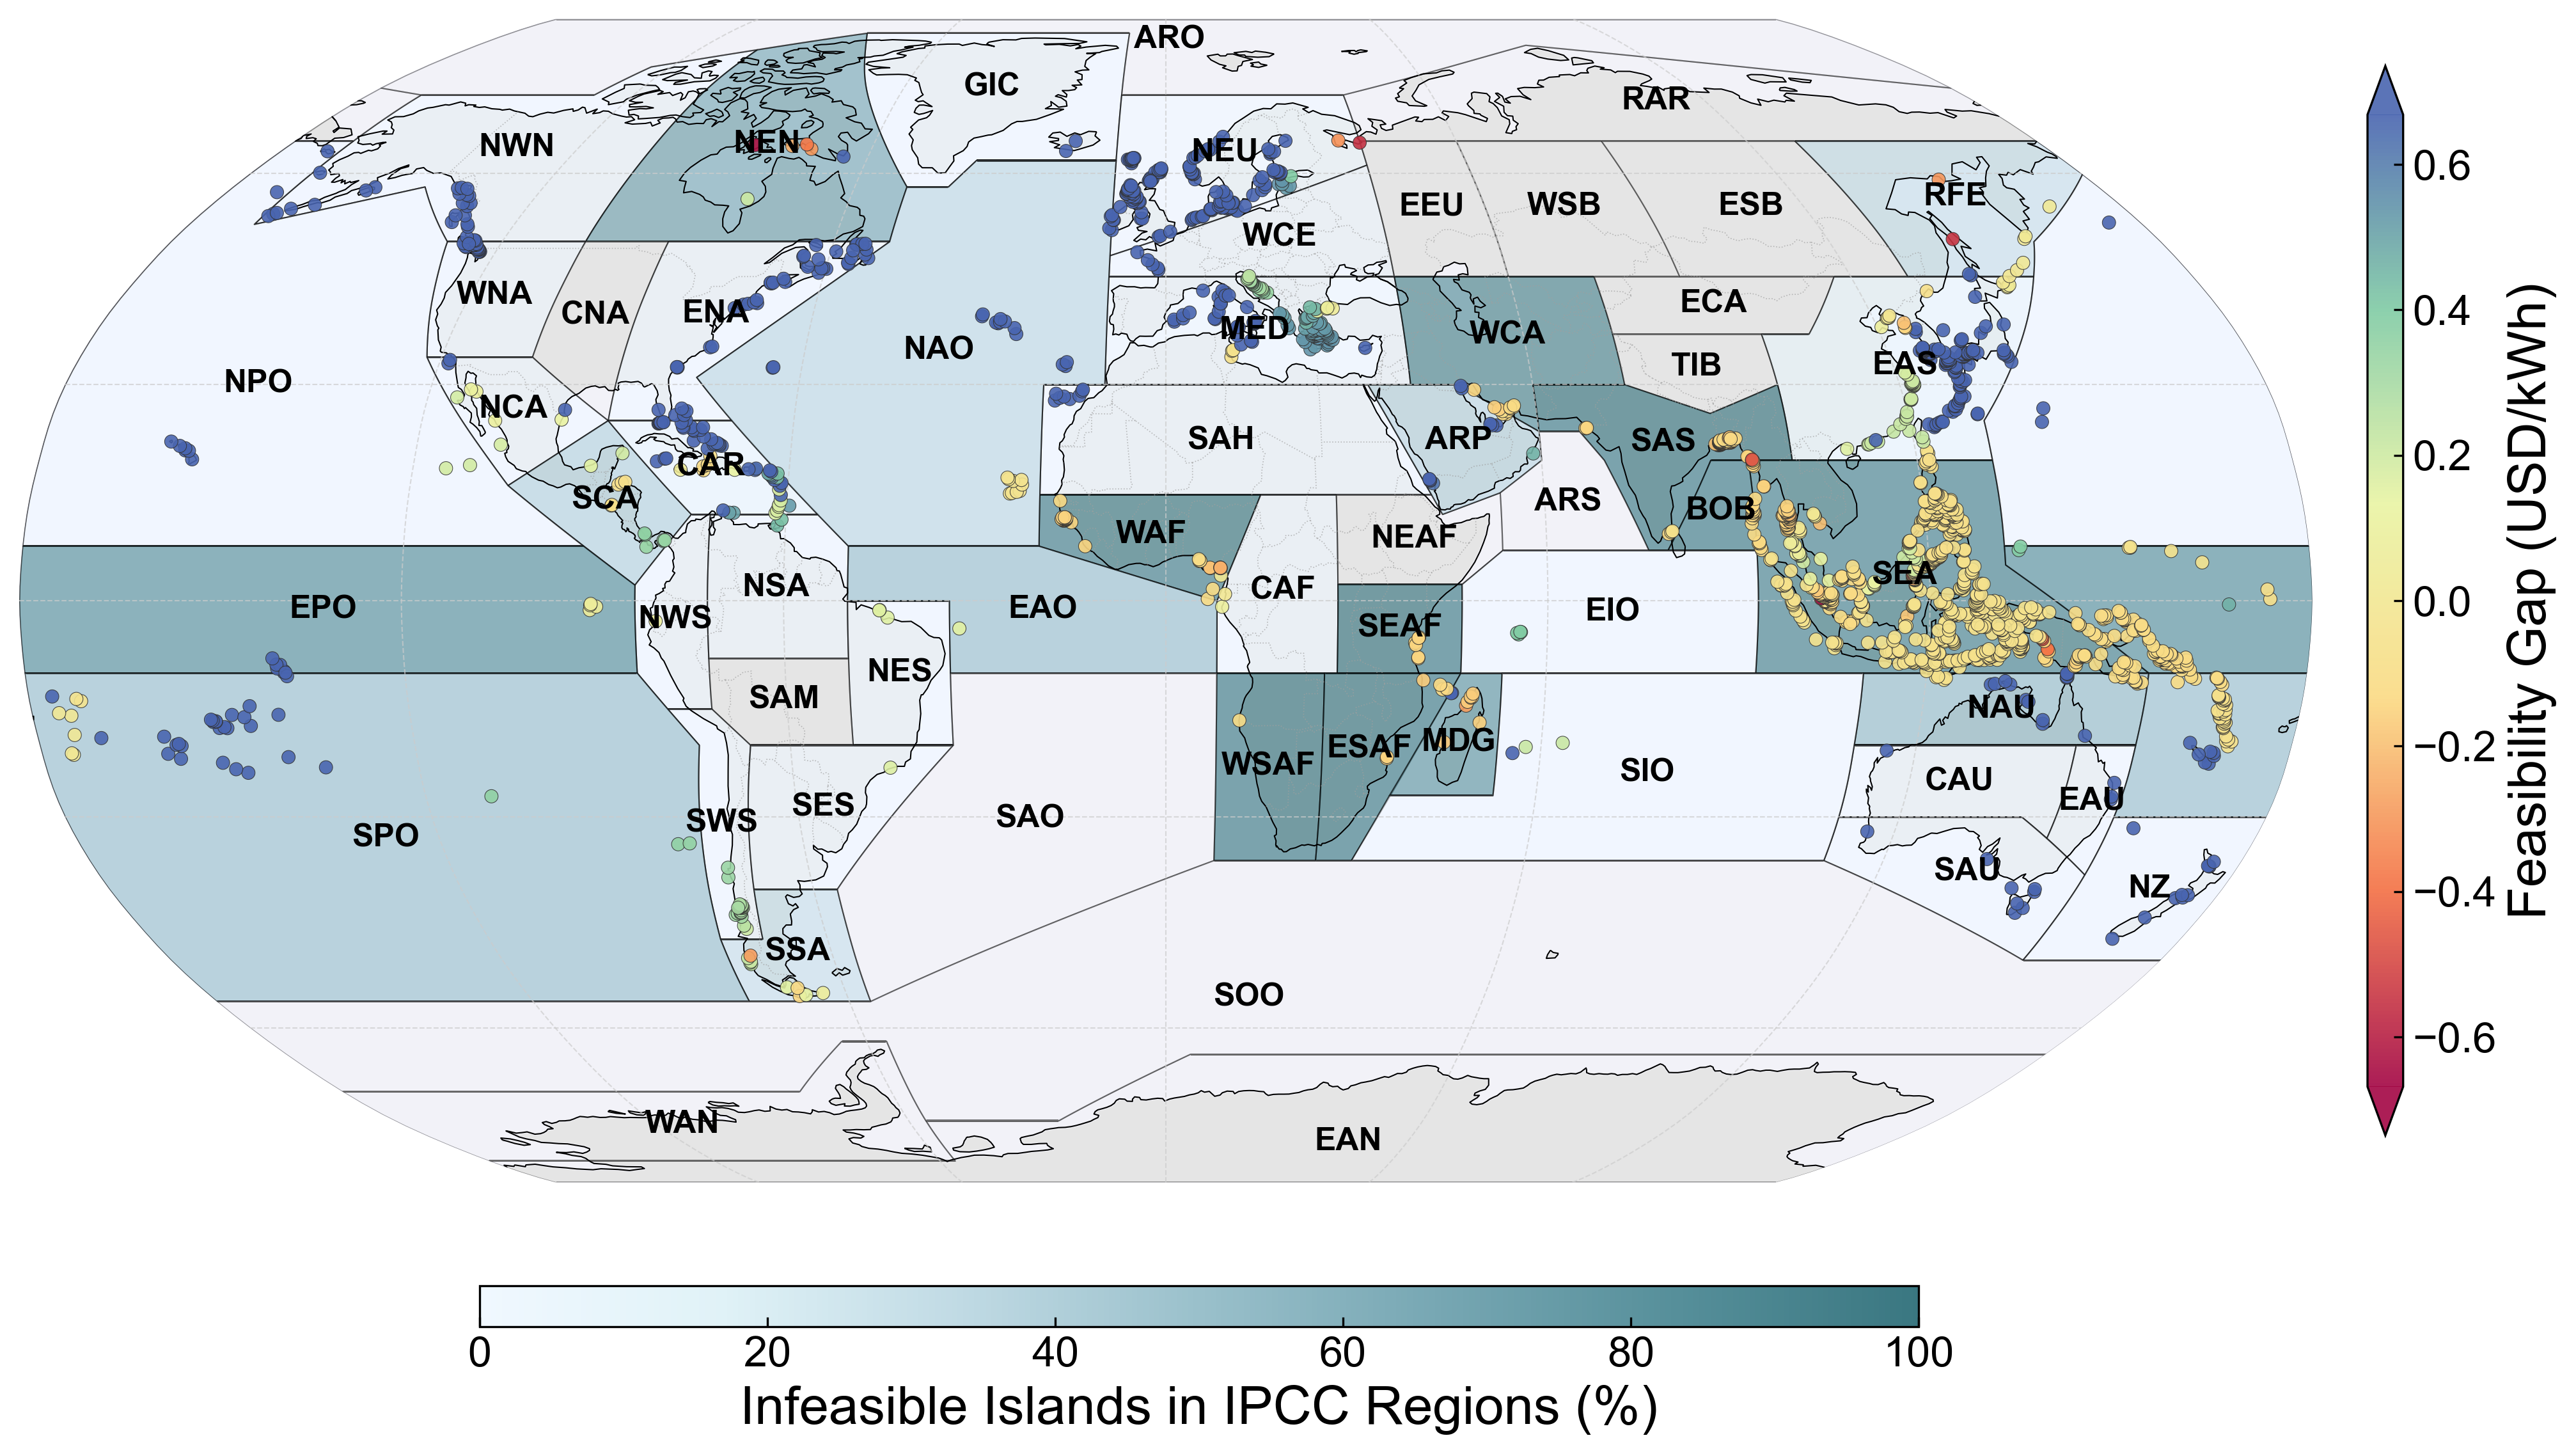 ARO
GIC
RAR
NWN
NEN
NEU
RFE
EEU
WSB
ESB
WCE
WNA
CNA
ENA
ECA
MED
WCA
NAO
TIB
EAS
NPO
NCA
SAH
ARP
SAS
CAR
SCA
ARS
BOB
WAF
NEAF
CAF
SEA
NSA
EPO
NWS
EAO
SEAF
EIO
NES
SAM
NAU
WSAF
ESAF
MDG
SIO
CAU
EAU
SPO
SWS
SES
SAO
SAU
NZ
SSA
SOO
WAN
EAN
0.6
0.4
0.2
0.0
−0.2
−0.4
−0.6
Feasibility Gap (USD/kWh)
0 20 40 60 80 100
Infeasible Islands in IPCC Regions (%)